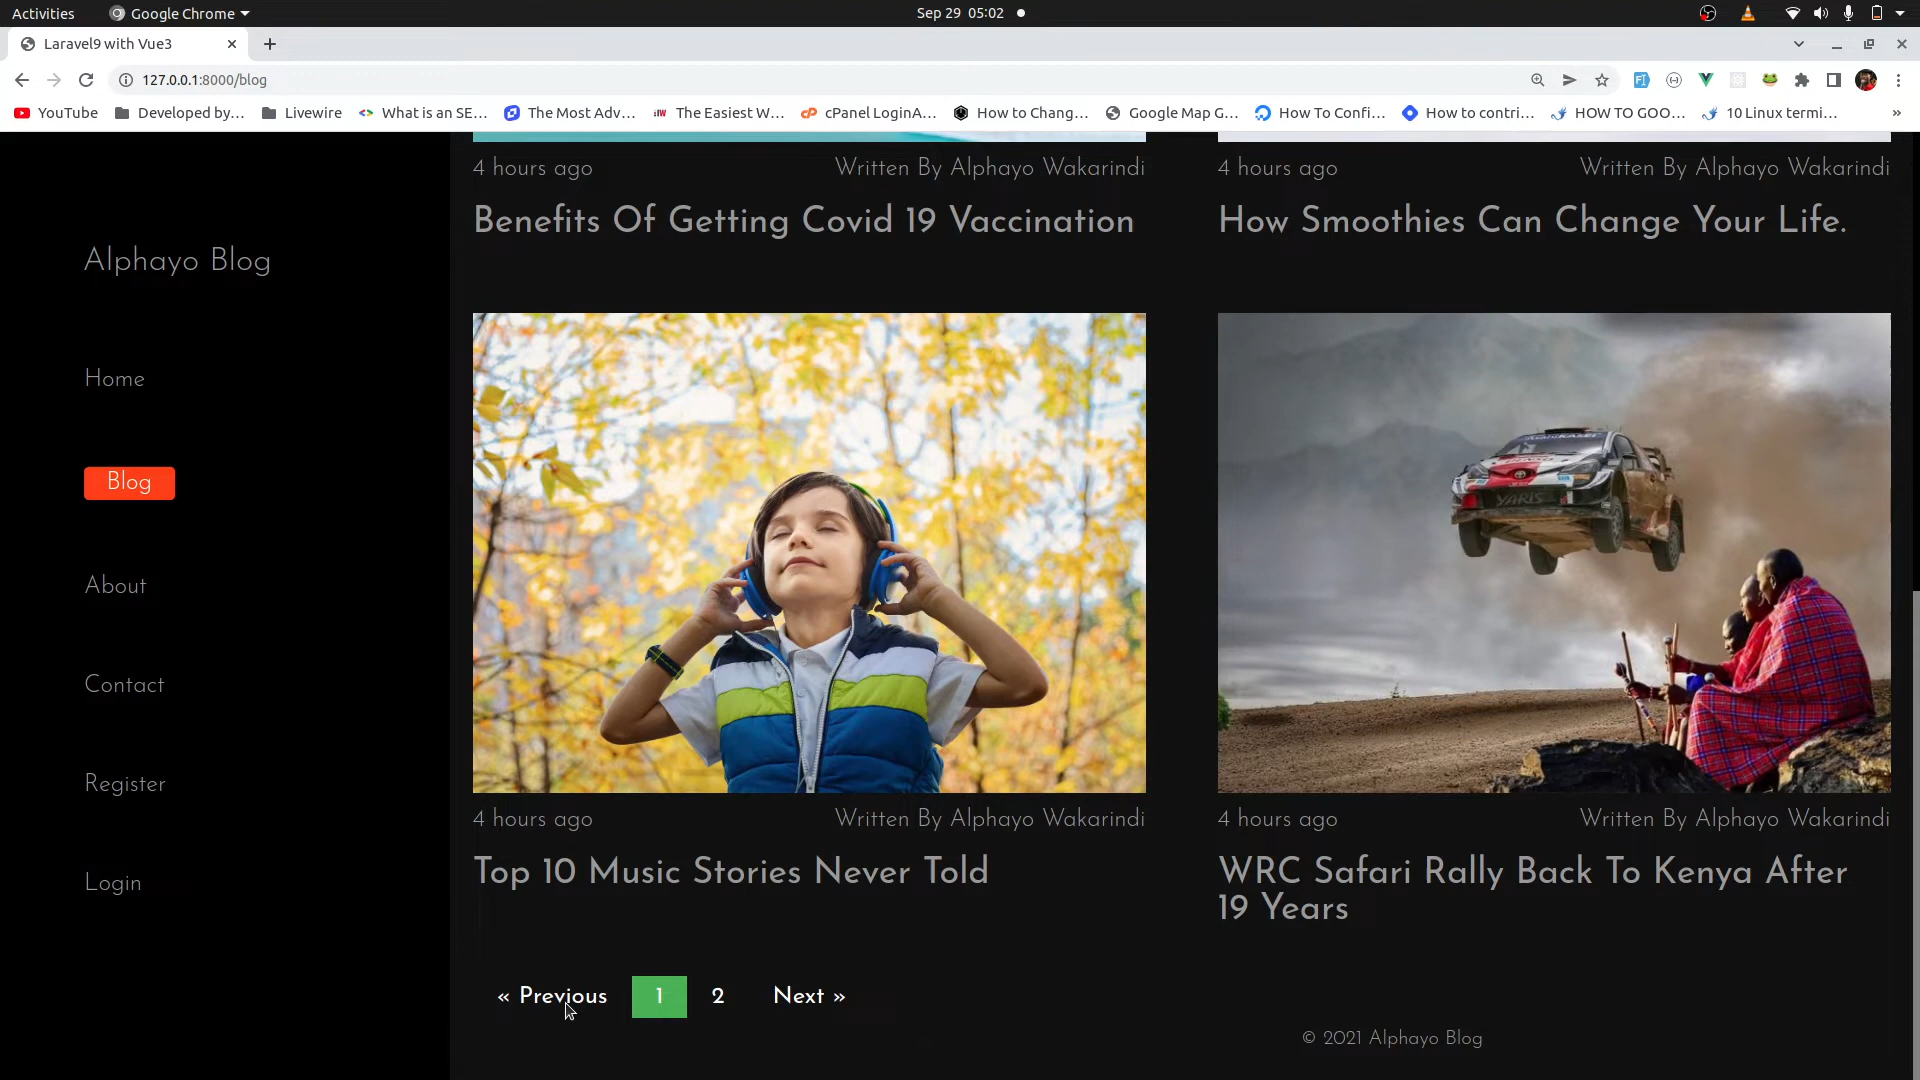 Activities
Google Chrome
Sep 29 05:02
Laravel9 with Vue3
127.0.0.1:8000/blog
YouTube
Developed by...
Livewire
What is an SE...
The Most Adv...
The Easiest W...
cPanel LoginA...
How to Chang...
Google Map G...
How To Confi...
How to contri...
HOW TO GOO...
10 Linux termi...
»
Alphayo Blog
Home
Blog
About
Contact
Register
Login
4 hours ago
Written By Alphayo Wakarindi
Benefits Of Getting Covid 19 Vaccination
4 hours ago
Written By Alphayo Wakarindi
How Smoothies Can Change Your Life.
YARIS
4 hours ago
Written By Alphayo Wakarindi
Top 10 Music Stories Never Told
4 hours ago
Written By Alphayo Wakarindi
WRC Safari Rally Back To Kenya After
19 Years
« Previous
1
2
Next »
© 2021 Alphayo Blog